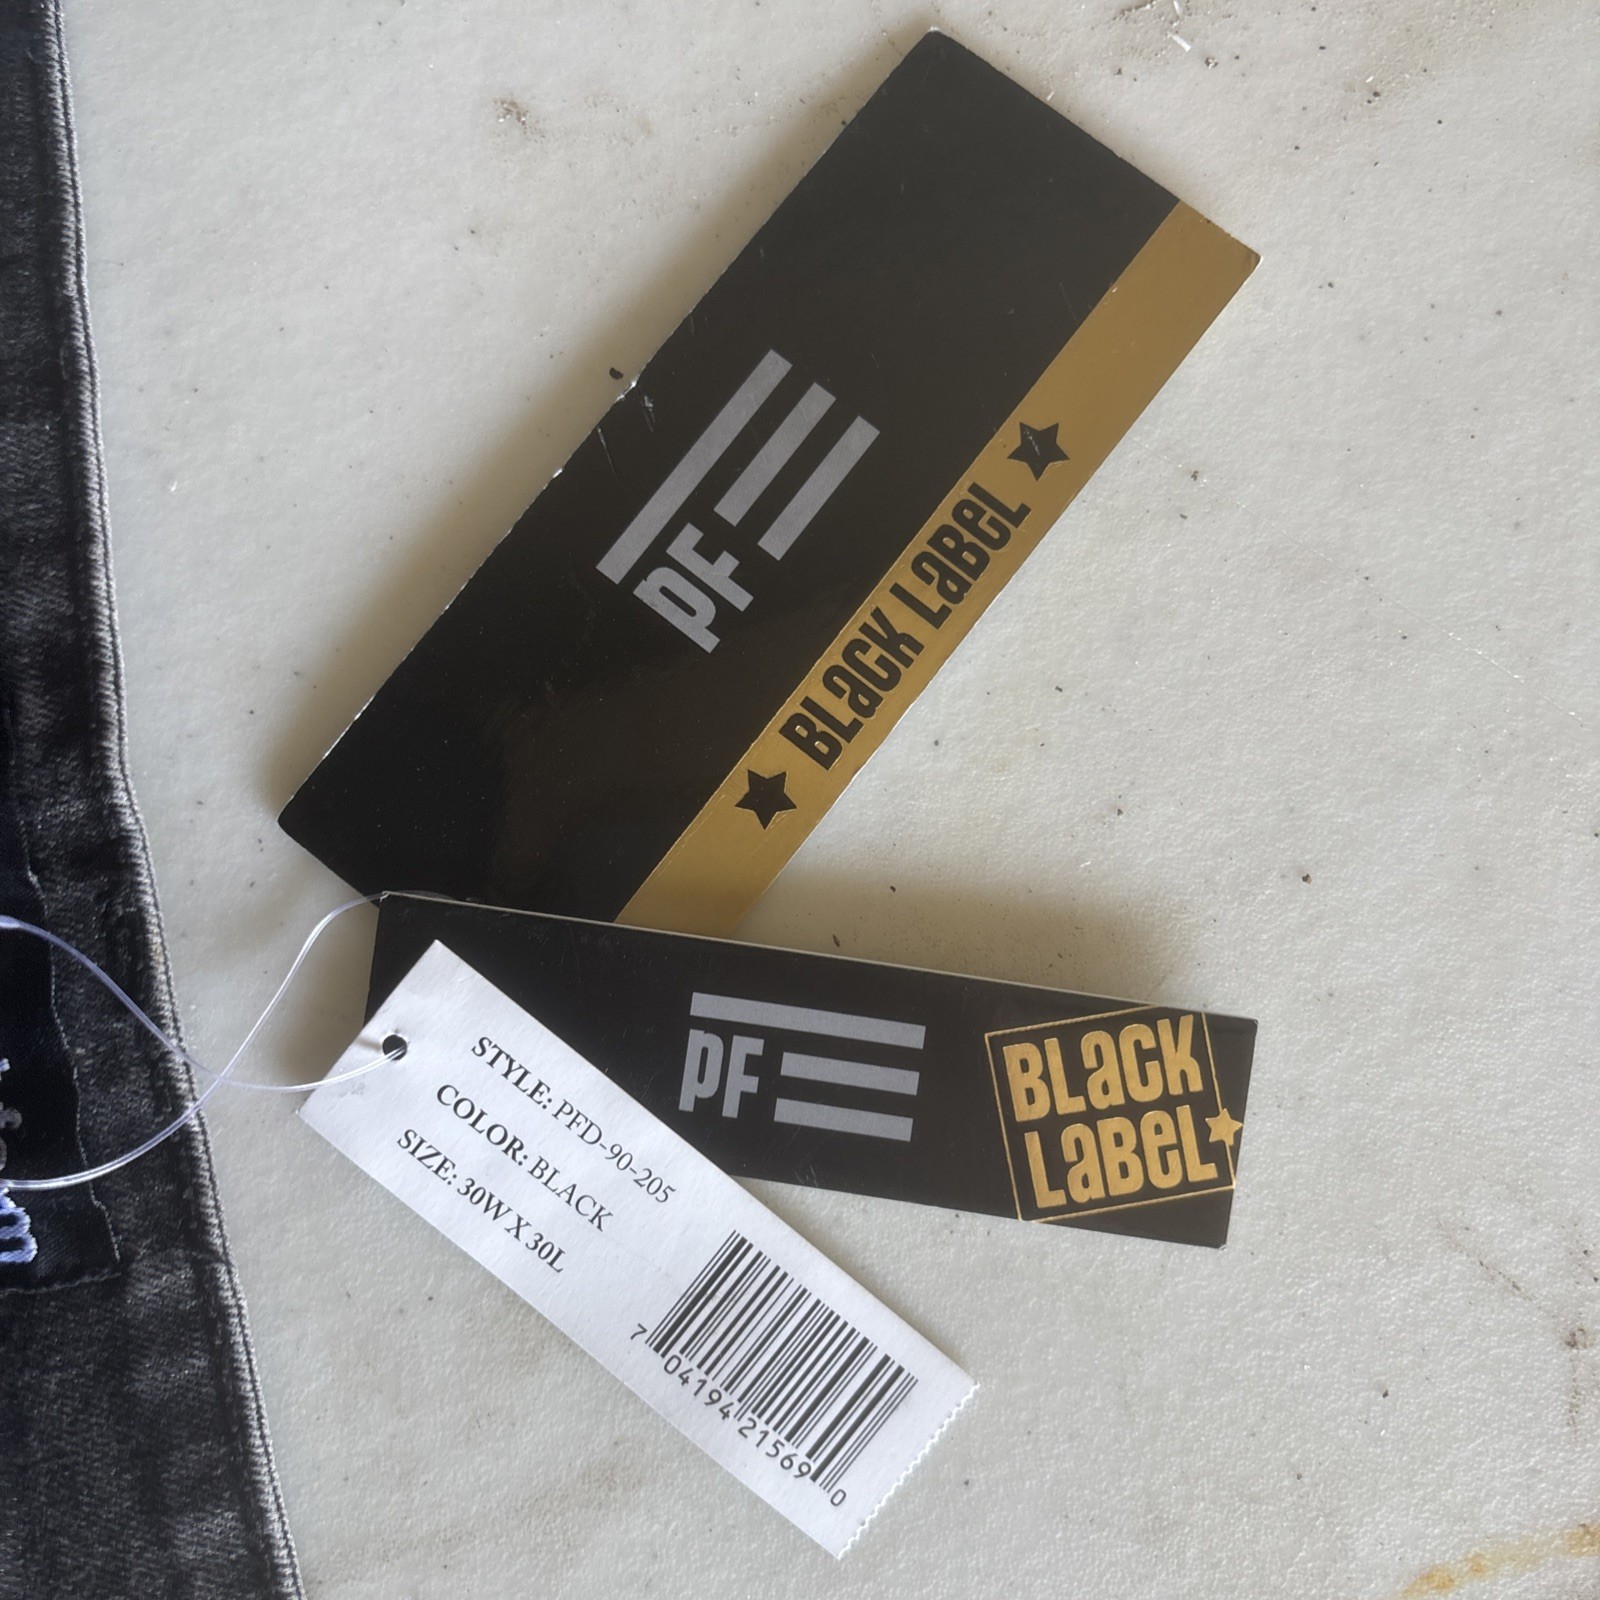 PF
★ BLACK LABEL ★
PF
BLACK
LABEL
STYLE: PFD-90-205
COLOR: BLACK
SIZE: 30W X 30L
7 04194 21569 0